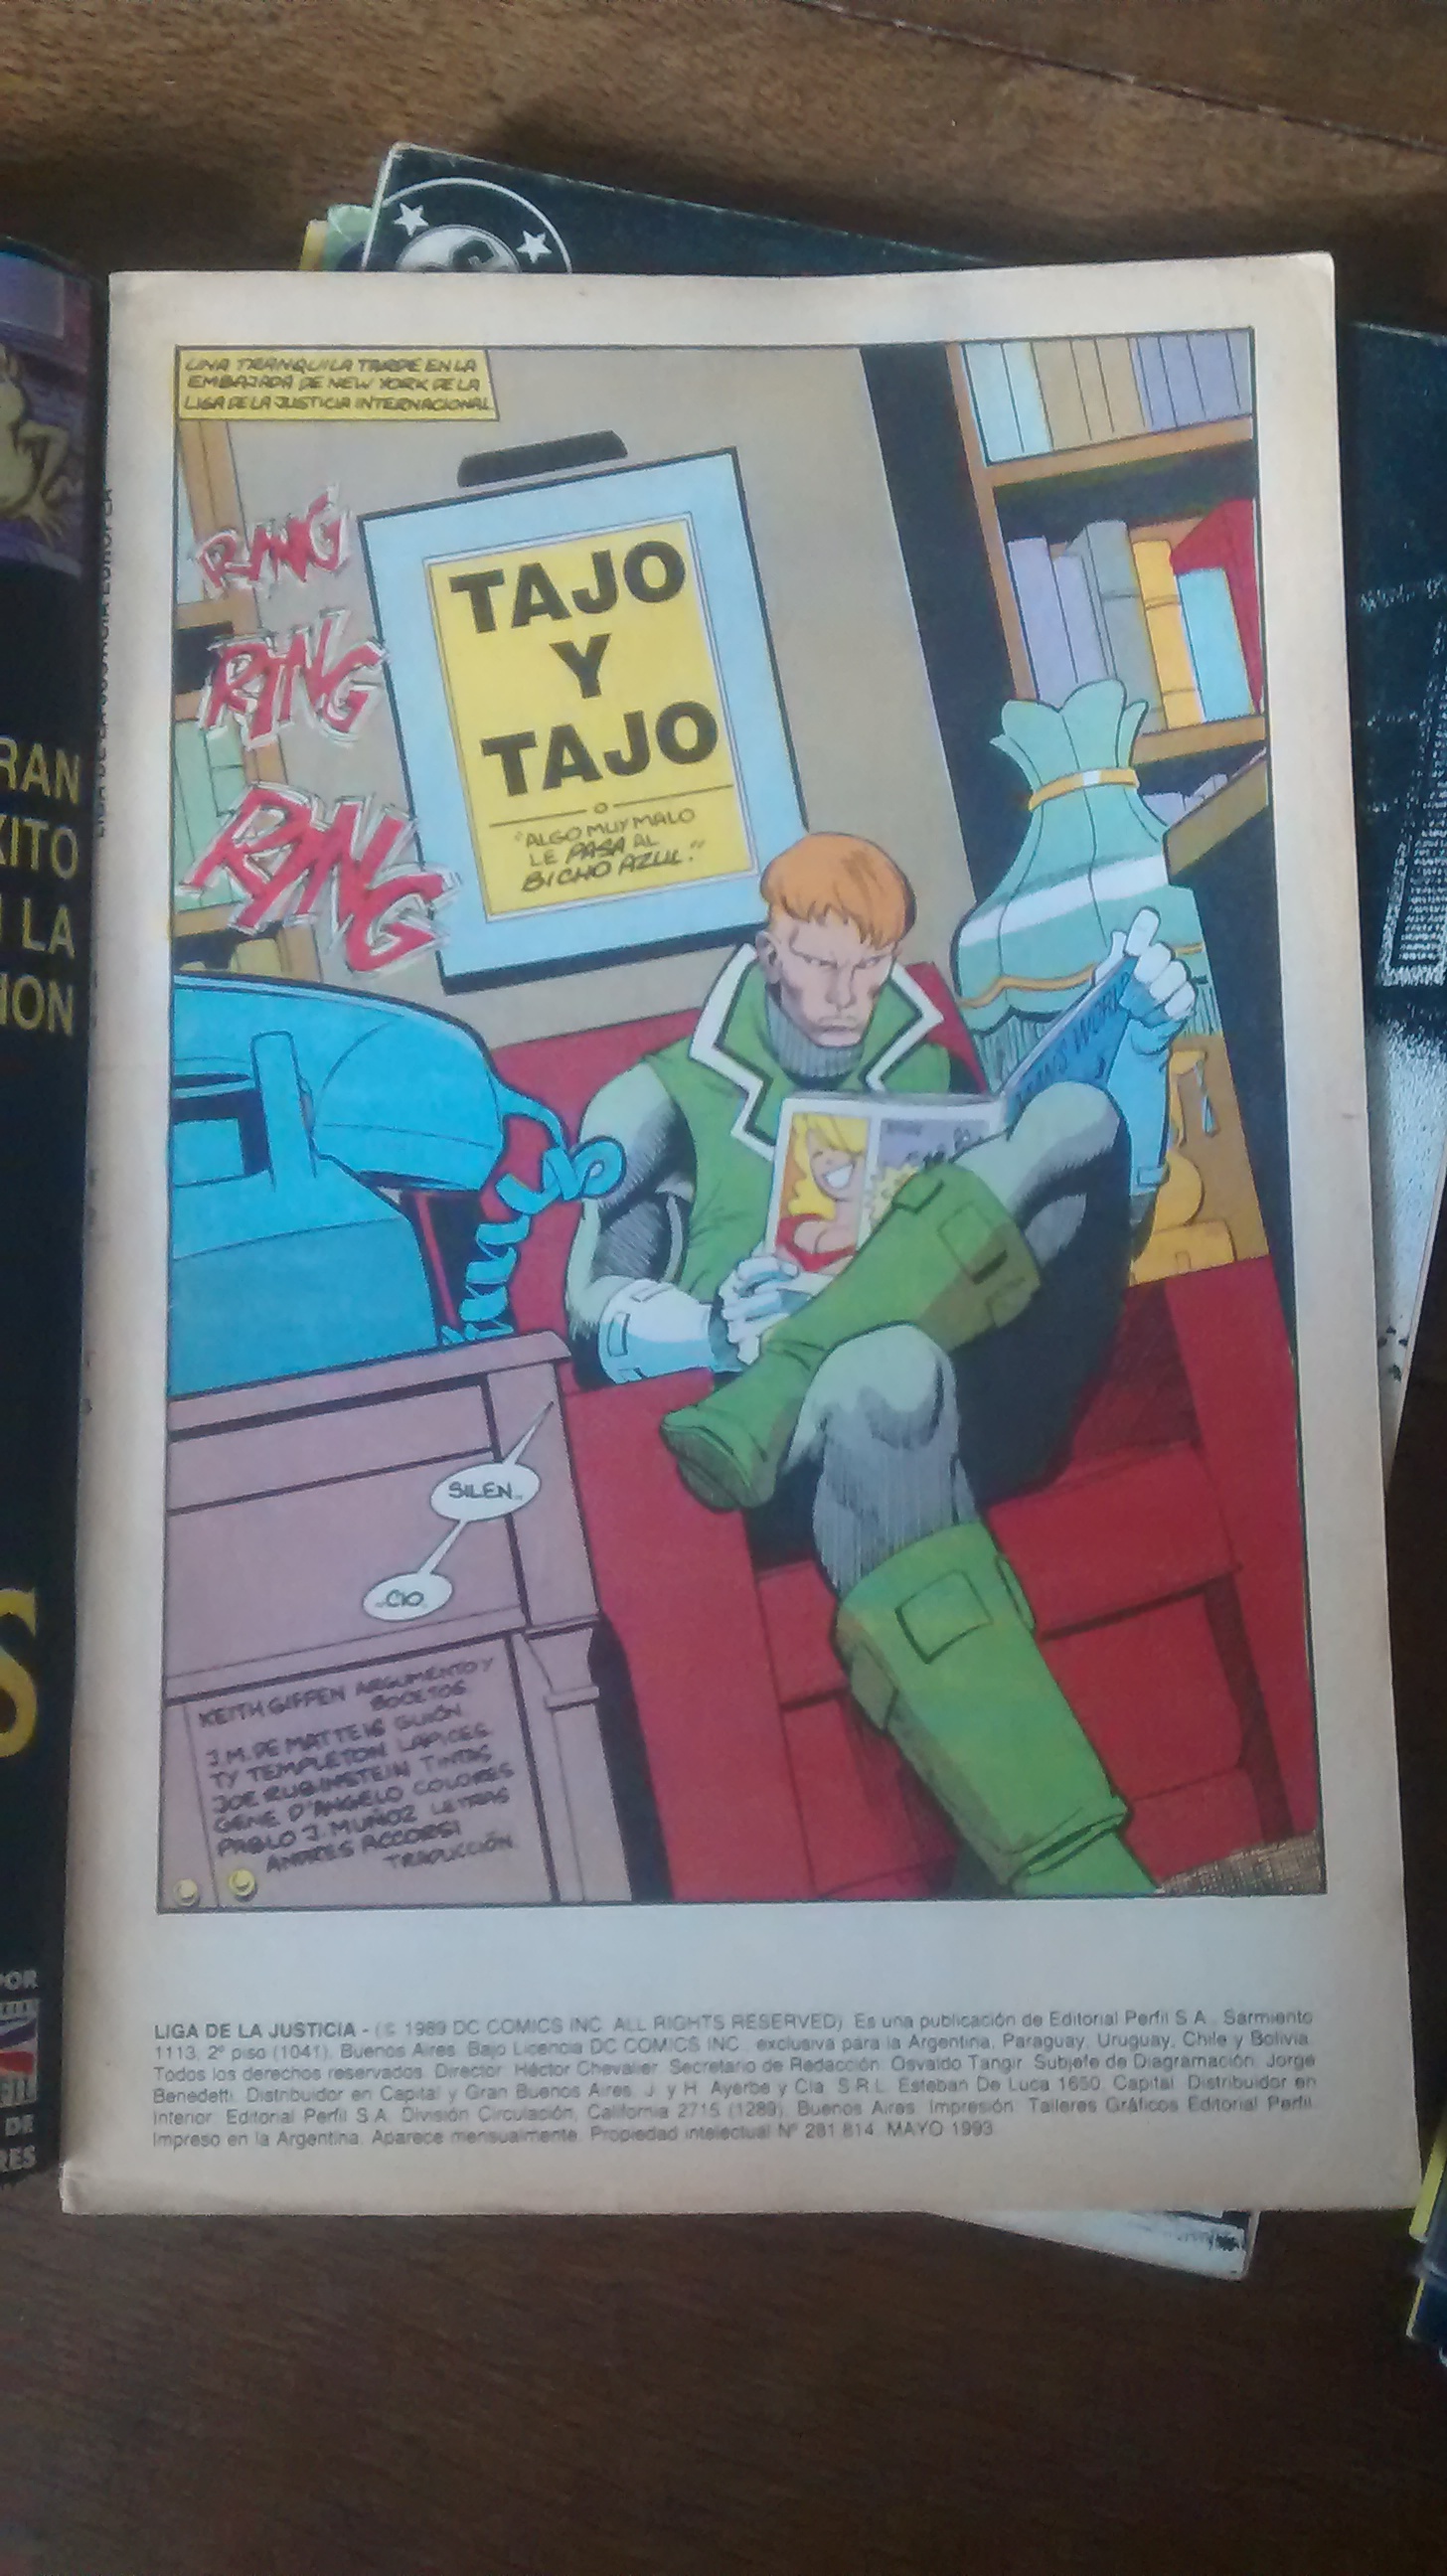 UNA TRANQUILA TARDE EN LA
EMBAJADA DE NEW YORK DE LA
LIGA DE LA JUSTICIA INTERNACIONAL
RING
RING
RING
TAJO
Y
TAJO
O
"ALGO MUY MALO
LE PASA AL
BICHO AZUL."
SILEN..
..CIO.
KEITH GIFFEN ARGUMENTO Y
BOCETOS
J.M. DE MATTEIS GUIÓN
TY TEMPLETON LAPICES
JOE RUBINSTEIN TINTAS
GENE D'ANGELO COLORES
PABLO J. MUÑOZ LETRAS
ANDRES ACCORSI
TRADUCCIÓN
LIGA DE LA JUSTICIA - (© 1989 DC COMICS INC. ALL RIGHTS RESERVED). Es una publicación de Editorial Perfil S.A., Sarmiento
1113, 2º piso (1041), Buenos Aires. Bajo Licencia DC COMICS INC., exclusiva para la Argentina, Paraguay, Uruguay, Chile y Bolivia.
Todos los derechos reservados. Director: Héctor Chevalier. Secretario de Redacción: Osvaldo Tangir. Subjefe de Diagramación: Jorge
Benedetti. Distribuidor en Capital y Gran Buenos Aires: J. y H. Ayerbe y Cía. S.R.L. Esteban De Luca 1650, Capital. Distribuidor en
Interior: Editorial Perfil S.A. División Circulación, California 2715 (1289), Buenos Aires. Impresión: Talleres Gráficos Editorial Perfil.
Impreso en la Argentina. Aparece mensualmente. Propiedad intelectual Nº 281.814. MAYO 1993.
RAN
XITO
LA
ION
S
POR
DE
RES